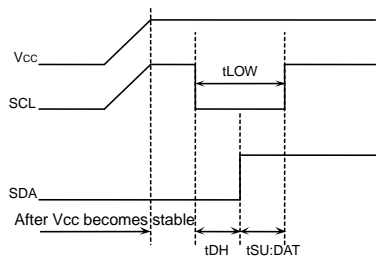 Vcc
tLOW
SCL
SDA
After Vcc becomes stable
tDH
tSU:DAT